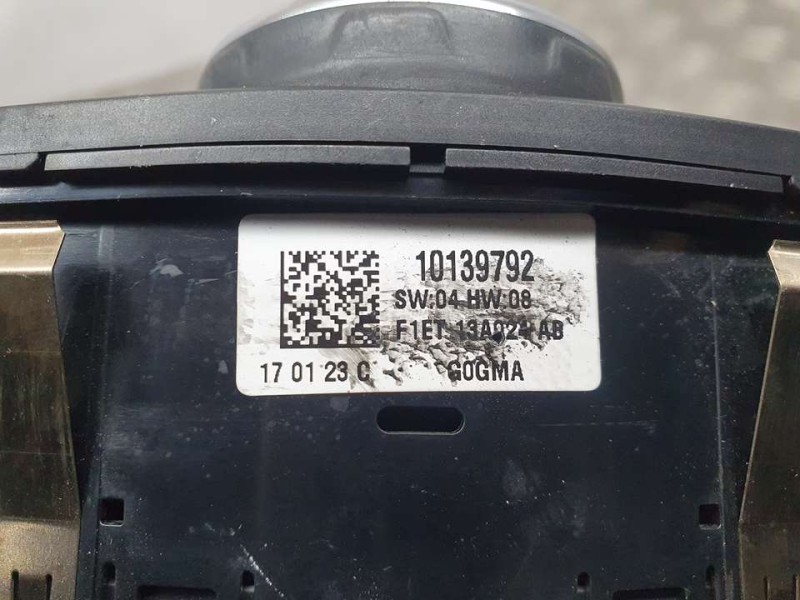 10139792
SW:04 HW:08
F1ET 13A024 AB
17 01 23 C G0GMA